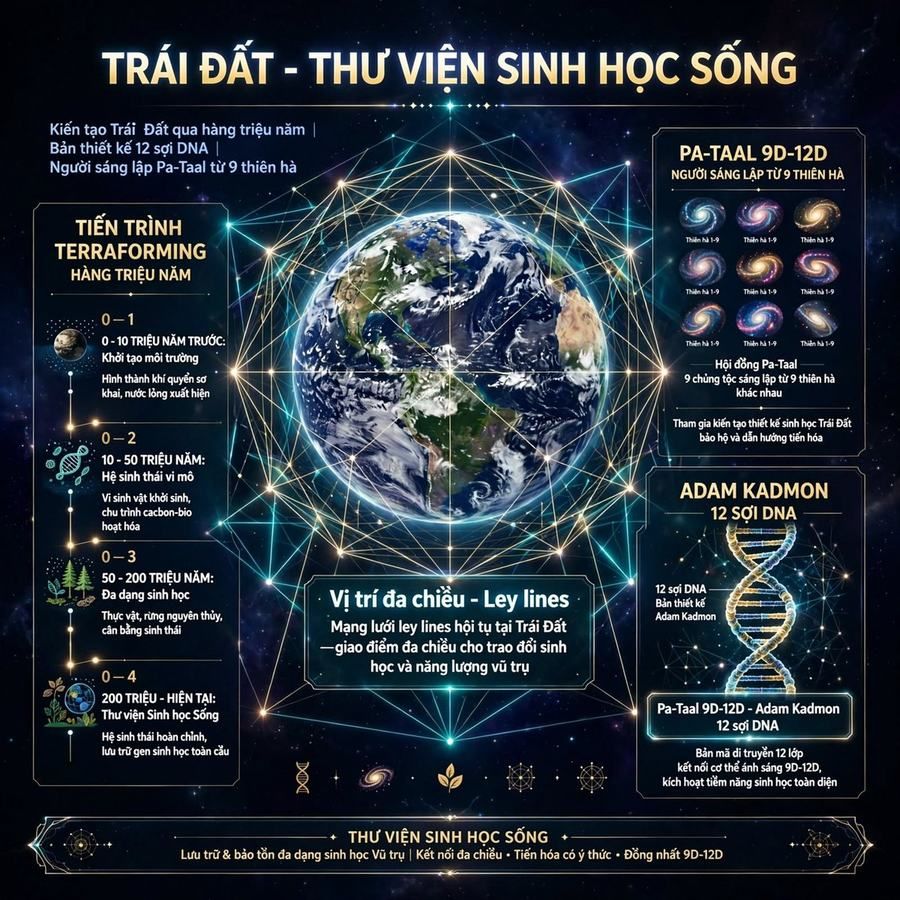 TRÁI ĐẤT - THƯ VIỆN SINH HỌC SỐNG
Kiến tạo Trái Đất qua hàng triệu năm |
Bản thiết kế 12 sợi DNA |
Người sáng lập Pa-Taal từ 9 thiên hà
TIẾN TRÌNH
TERRAFORMING
HÀNG TRIỆU NĂM
0 — 1
0 - 10 TRIỆU NĂM TRƯỚC:
Khởi tạo môi trường
Hình thành khí quyển sơ
khai, nước lỏng xuất hiện
0 — 2
10 - 50 TRIỆU NĂM:
Hệ sinh thái vi mô
Vi sinh vật khởi sinh,
chu trình cacbon-bio
hoạt hóa
0 — 3
50 - 200 TRIỆU NĂM:
Đa dạng sinh học
Thực vật, rừng nguyên thủy,
cân bằng sinh thái
0 — 4
200 TRIỆU - HIỆN TẠI:
Thư viện Sinh học Sống
Hệ sinh thái hoàn chỉnh,
lưu trữ gen sinh học toàn cầu
Vị trí đa chiều - Ley lines
Mạng lưới ley lines hội tụ tại Trái Đất
—giao điểm đa chiều cho trao đổi sinh
học và năng lượng vũ trụ
PA-TAAL 9D-12D
NGƯỜI SÁNG LẬP TỪ 9 THIÊN HÀ
Thiên hà 1-9 Thiên hà 1-9 Thiên hà 1-9
Thiên hà 1-9 Thiên hà 1-9 Thiên hà 1-9
Thiên hà 1-9 Thiên hà 1-9 Thiên hà 1-9
Hội đồng Pa-Taal
9 chủng tộc sáng lập từ 9 thiên hà
khác nhau
Tham gia kiến tạo thiết kế sinh học Trái Đất
bảo hộ và dẫn hướng tiến hóa
ADAM KADMON
12 SỢI DNA
12 sợi DNA
Bản thiết kế
Adam Kadmon
Pa-Taal 9D-12D - Adam Kadmon
12 sợi DNA
Bản mã di truyền 12 lớp
kết nối cơ thể ánh sáng 9D-12D,
kích hoạt tiềm năng sinh học toàn diện
THƯ VIỆN SINH HỌC SỐNG
Lưu trữ & bảo tồn đa dạng sinh học Vũ trụ | Kết nối đa chiều • Tiến hóa có ý thức • Đồng nhất 9D-12D